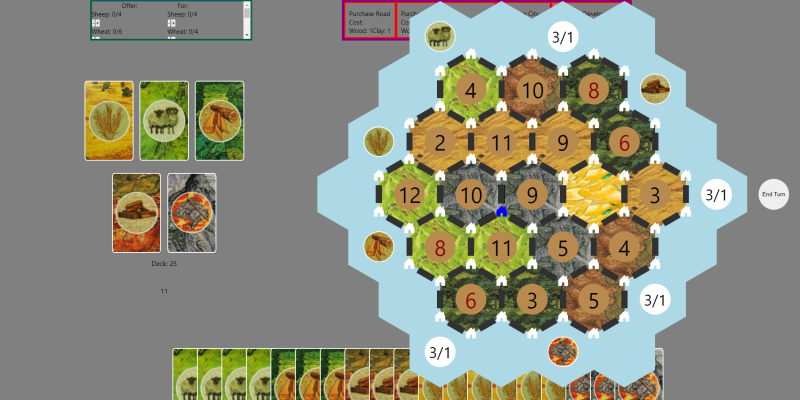 Offer: For:
Sheep: 0/4 Sheep: 0/4
Wheat: 0/6 Wheat: 0/4
Purchase Road
Cost:
Wood: 1Clay: 1
3/1
4 10 8
2 11 9 6
12 10 9 3 3/1
End Turn
8 11 5 4
Deck: 25
11
6 3 5 3/1
3/1